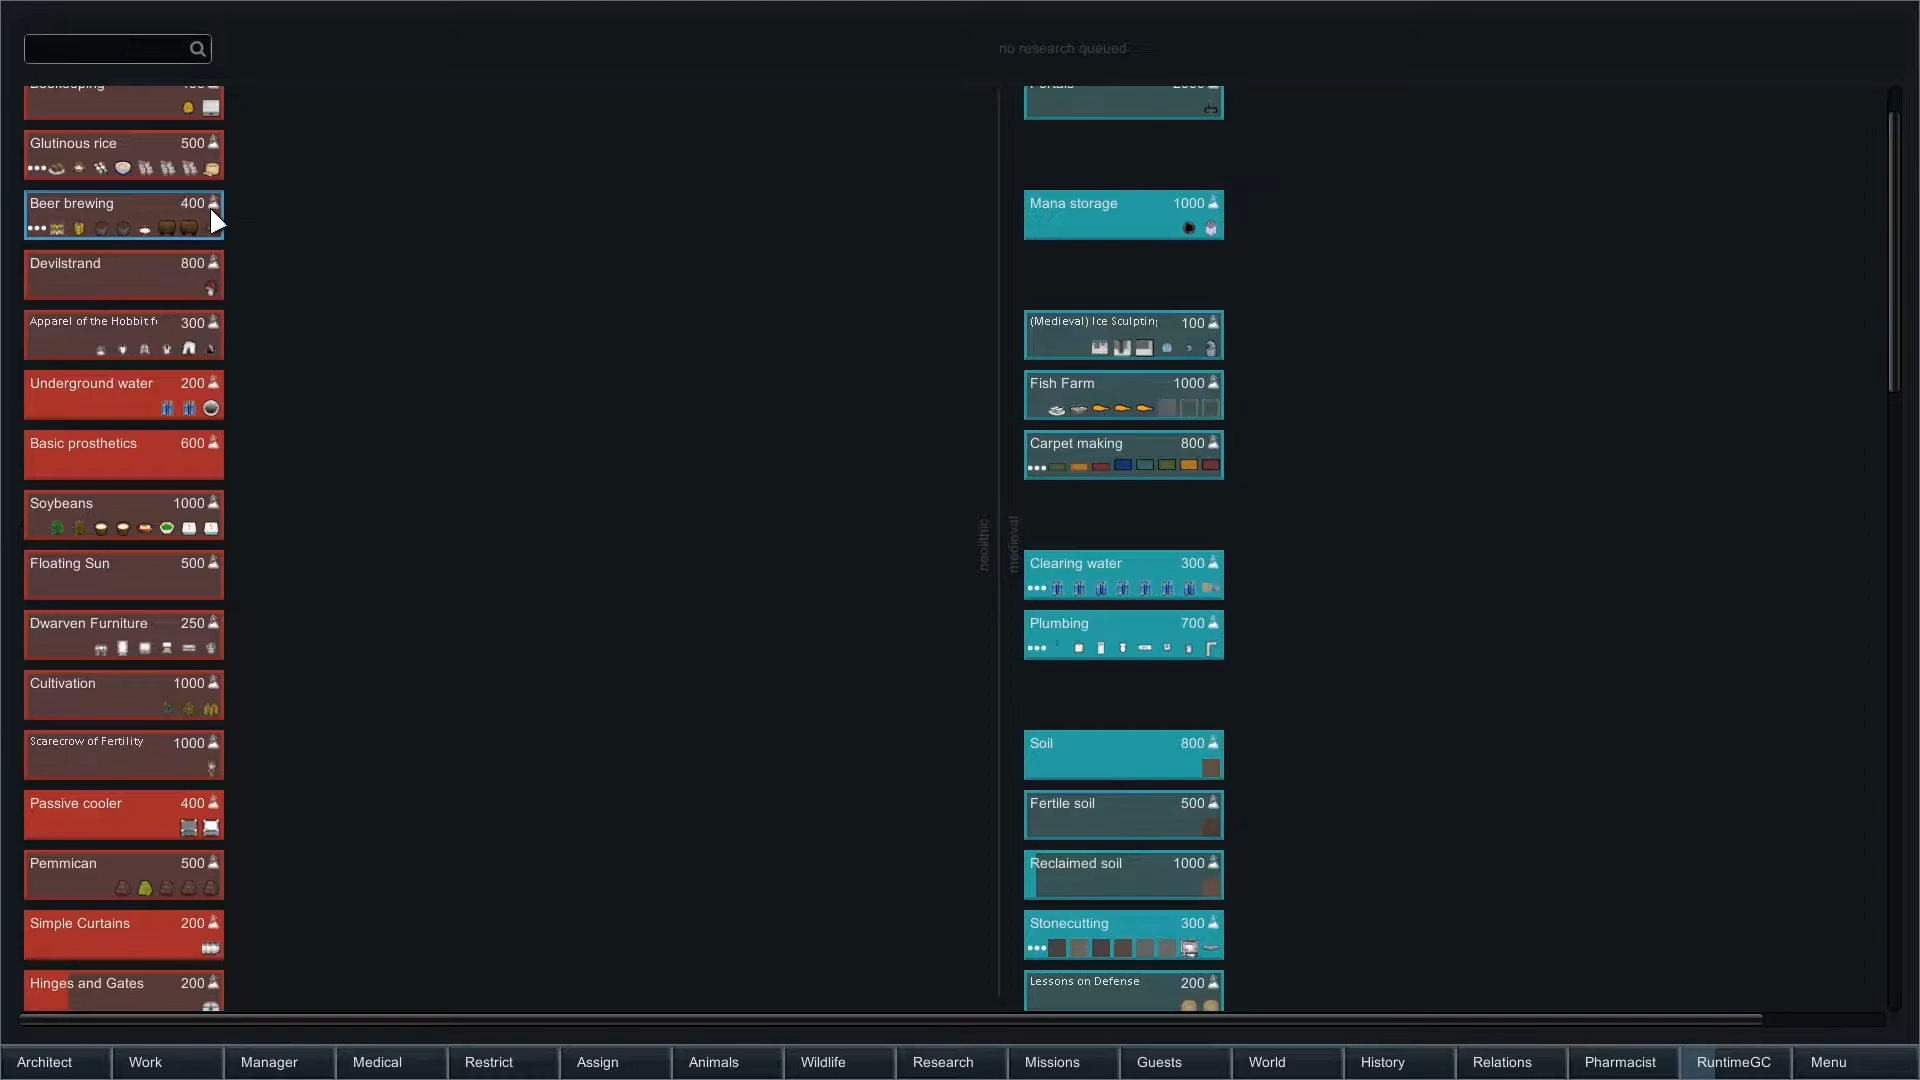 no research queued
Beekeeping
Glutinous rice 500
Beer brewing 400
Devilstrand 800
Apparel of the Hobbit f 300
Underground water 200
Basic prosthetics 600
Soybeans 1000
Floating Sun 500
Dwarven Furniture 250
Cultivation 1000
Scarecrow of Fertility 1000
Passive cooler 400
Pemmican 500
Simple Curtains 200
Hinges and Gates 200
neolithic
medieval
Portals
Mana storage 1000
(Medieval) Ice Sculptin 100
Fish Farm 1000
Carpet making 800
Clearing water 300
Plumbing 700
Soil 800
Fertile soil 500
Reclaimed soil 1000
Stonecutting 300
Lessons on Defense 200
Architect Work Manager Medical Restrict Assign Animals Wildlife Research Missions Guests World History Relations Pharmacist RuntimeGC Menu